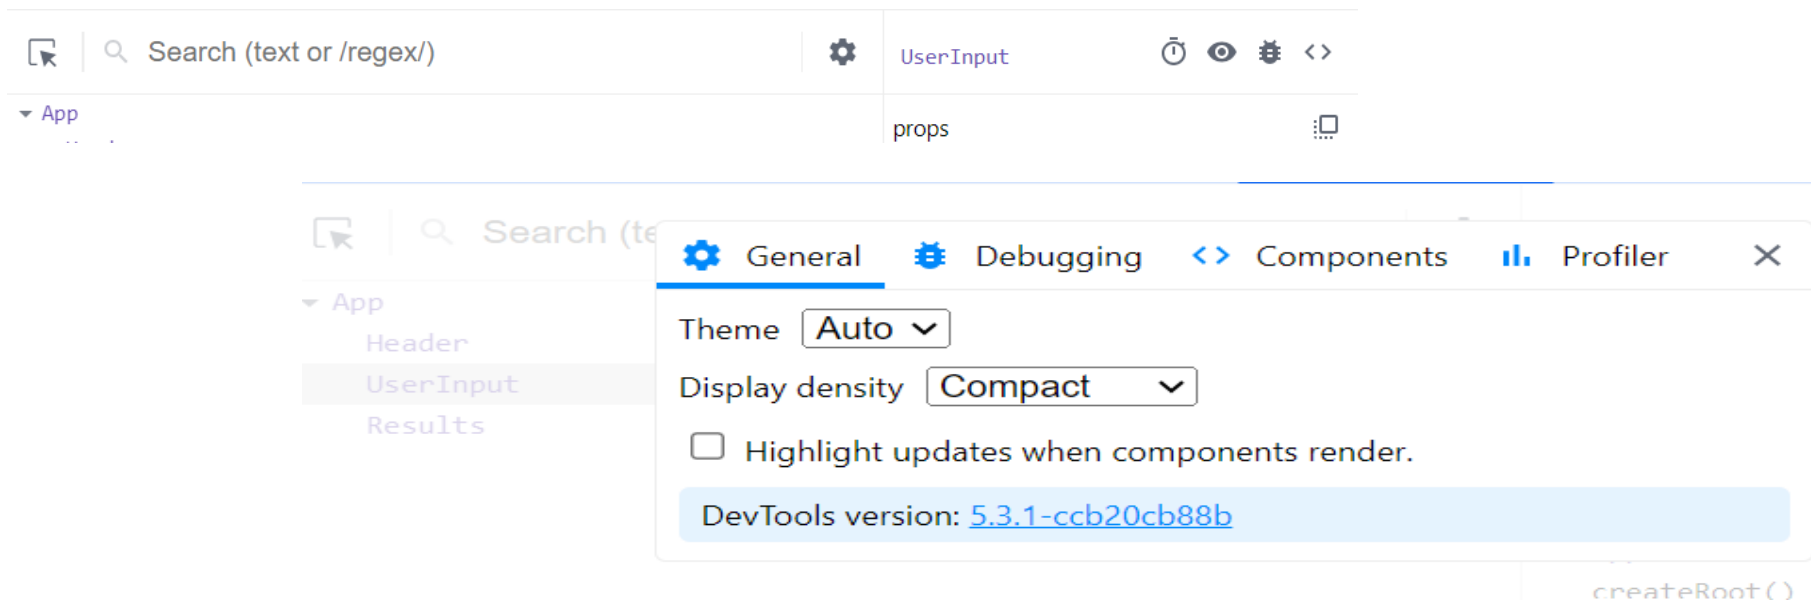 Search (text or /regex/)
UserInput
App
props
Search (te
General
Debugging
Components
Profiler
App
Header
UserInput
Results
Theme Auto
Display density Compact
Highlight updates when components render.
DevTools version: 5.3.1-ccb20cb88b
createRoot()